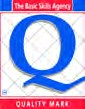 The Basic Skills Agency
Q
QUALITY MARK